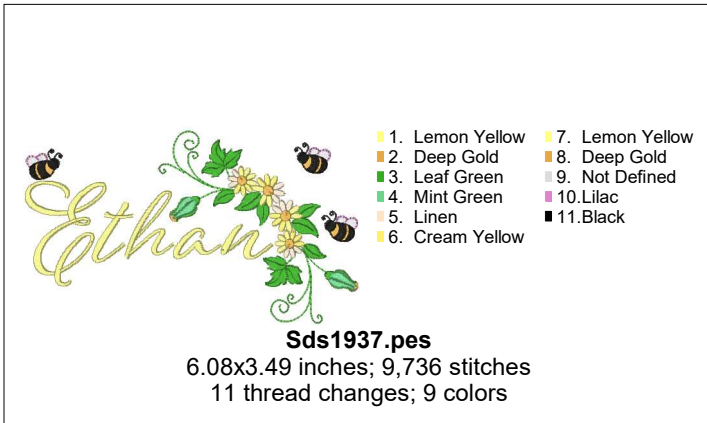 Ethan
1. Lemon Yellow
2. Deep Gold
3. Leaf Green
4. Mint Green
5. Linen
6. Cream Yellow
7. Lemon Yellow
8. Deep Gold
9. Not Defined
10.Lilac
11.Black
Sds1937.pes
6.08x3.49 inches; 9,736 stitches
11 thread changes; 9 colors